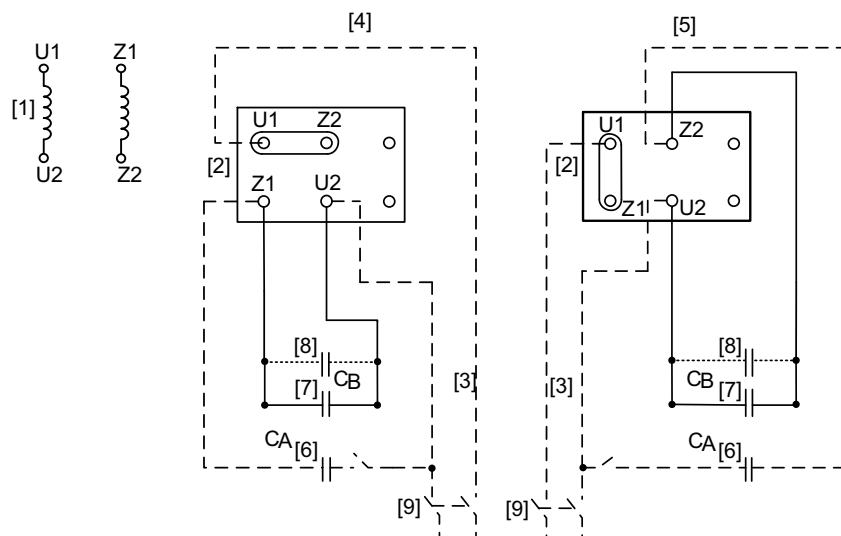 [4]
[5]
U1 Z1
[1]
U2 Z2
U1 Z2
[2]
Z1 U2
[8]
CB
[7]
[3]
CA [6]
[9]
U1 Z2
[2]
Z1 U2
[8]
CB
[7]
[3]
CA [6]
[9]